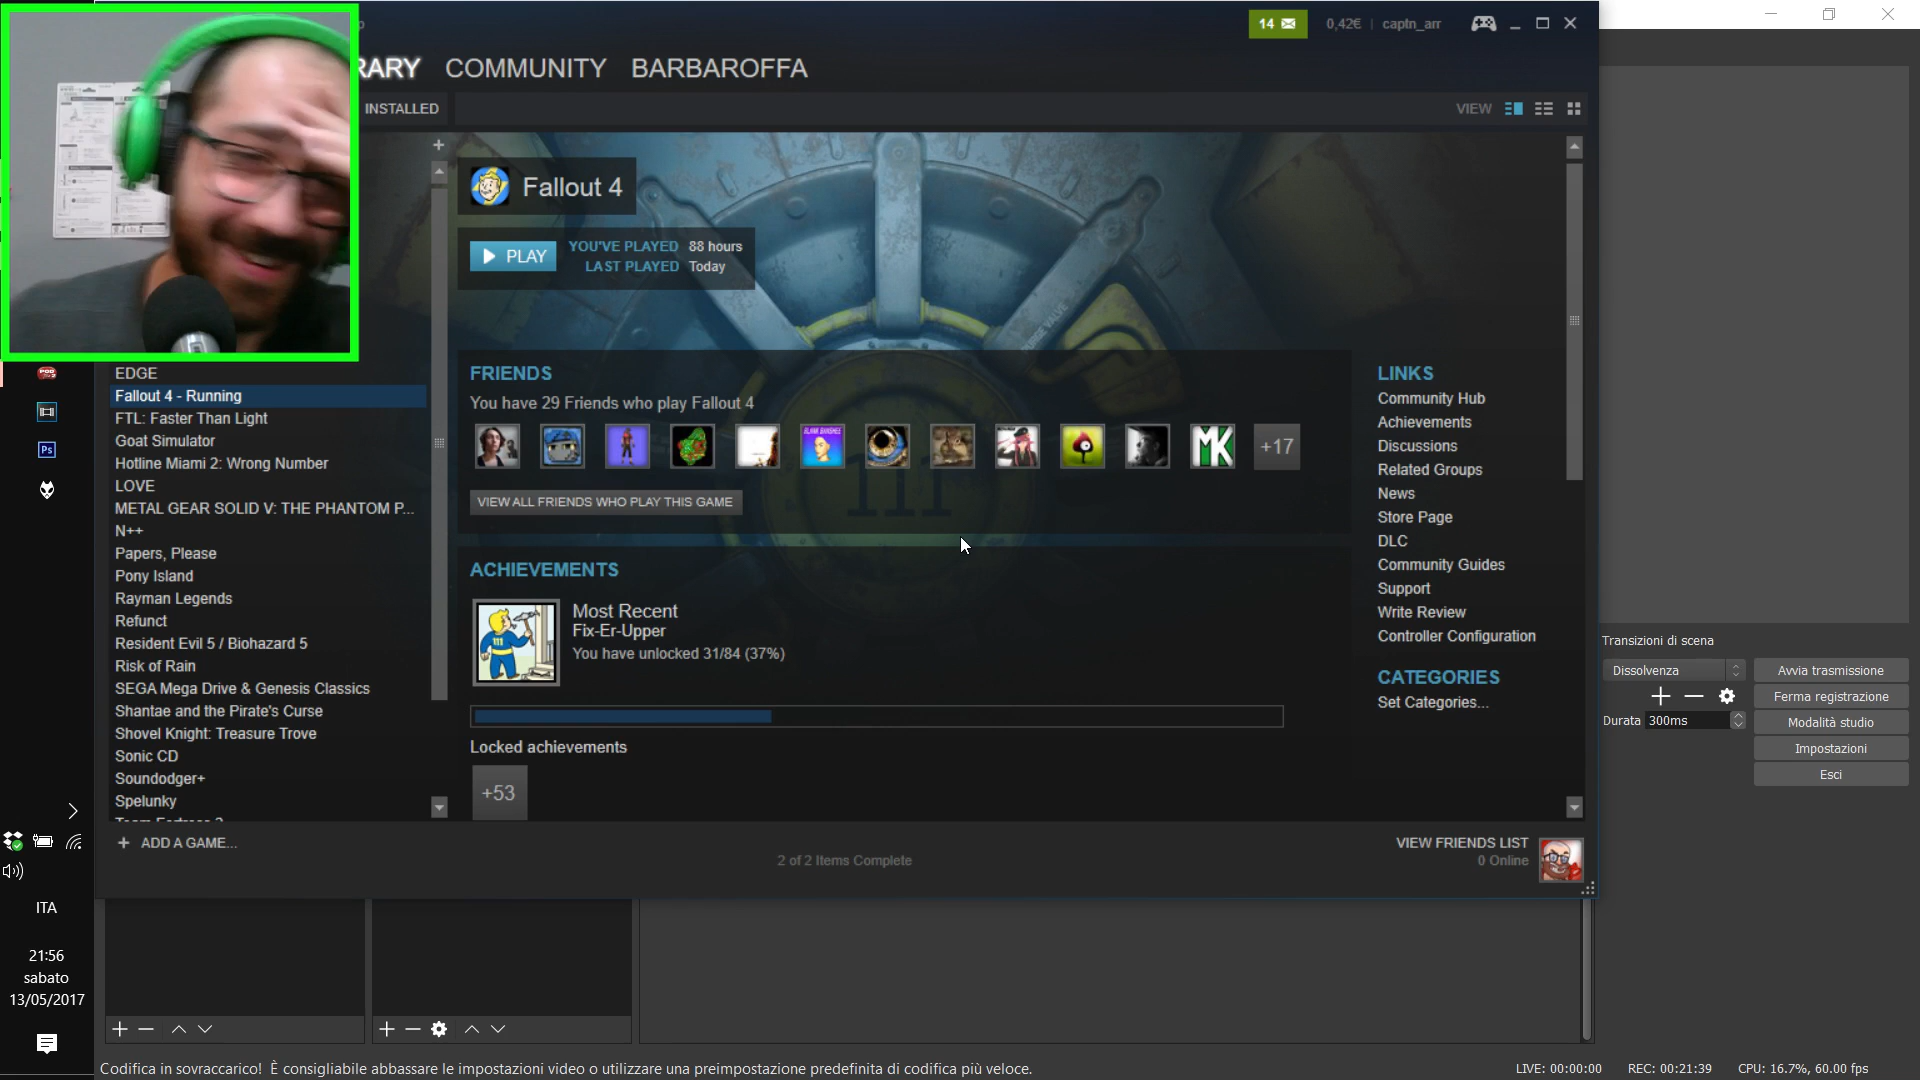 14
0,42€ | captn_arr
RARY COMMUNITY BARBAROFFA
INSTALLED
VIEW
Fallout 4
PLAY
YOU'VE PLAYED 88 hours
LAST PLAYED Today
PURGE VALVE
EDGE
Fallout 4 - Running
FTL: Faster Than Light
Goat Simulator
Hotline Miami 2: Wrong Number
LOVE
METAL GEAR SOLID V: THE PHANTOM P...
N++
Papers, Please
Pony Island
Rayman Legends
Refunct
Resident Evil 5 / Biohazard 5
Risk of Rain
SEGA Mega Drive & Genesis Classics
Shantae and the Pirate's Curse
Shovel Knight: Treasure Trove
Sonic CD
Soundodger+
Spelunky
FRIENDS
You have 29 Friends who play Fallout 4
BLANK BANSHEE
MK
+17
111
VIEW ALL FRIENDS WHO PLAY THIS GAME
ACHIEVEMENTS
111
Most Recent
Fix-Er-Upper
You have unlocked 31/84 (37%)
Locked achievements
+53
LINKS
Community Hub
Achievements
Discussions
Related Groups
News
Store Page
DLC
Community Guides
Support
Write Review
Controller Configuration
CATEGORIES
Set Categories...
+ ADD A GAME...
2 of 2 Items Complete
VIEW FRIENDS LIST
0 Online
Ps
ITA
21:56
sabato
13/05/2017
Transizioni di scena
Dissolvenza
Durata 300ms
Avvia trasmissione
Ferma registrazione
Modalità studio
Impostazioni
Esci
Codifica in sovraccarico! È consigliabile abbassare le impostazioni video o utilizzare una preimpostazione predefinita di codifica più veloce.
LIVE: 00:00:00
REC: 00:21:39
CPU: 16.7%, 60.00 fps